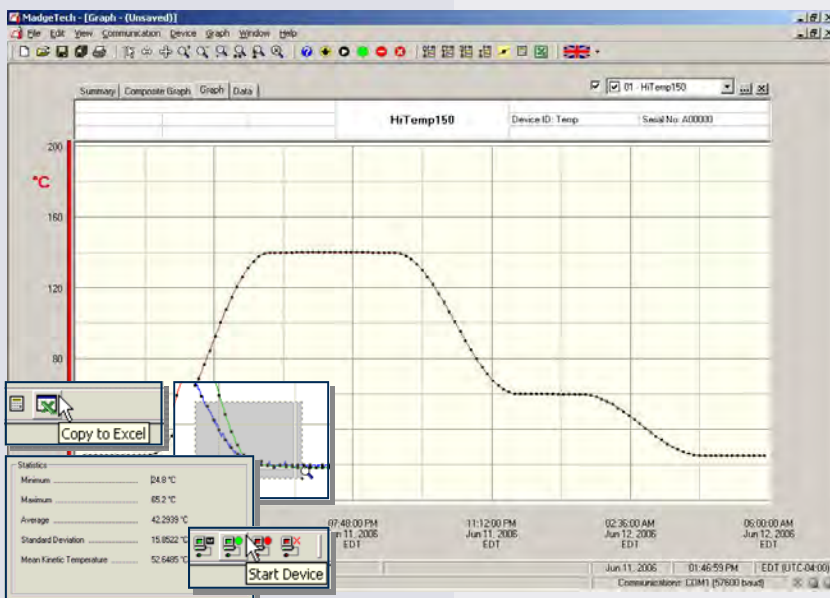 MadgeTech - [Graph - (Unsaved)]
File Edit View Communication Device Graph Window Help
Summary Composite Graph Graph Data
01 - HiTemp150
HiTemp150 Device ID: Temp Serial No: A00000
200
°C
160
120
80
Copy to Excel
Statistics
Minimum 24.8 °C
Maximum 65.2 °C
Average 42.2939 °C
Standard Deviation 15.8522 °C
Mean Kinetic Temperature 52.6485 °C
Start Device
07:48:00 PM 11:12:00 PM 02:36:00 AM 06:00:00 AM
Jun 11, 2006 Jun 11, 2006 Jun 12, 2006 Jun 12, 2006
EDT EDT EDT EDT
Jun 11, 2006 01:46:59 PM EDT (UTC-04:00)
Communications: COM1 (57600 baud)